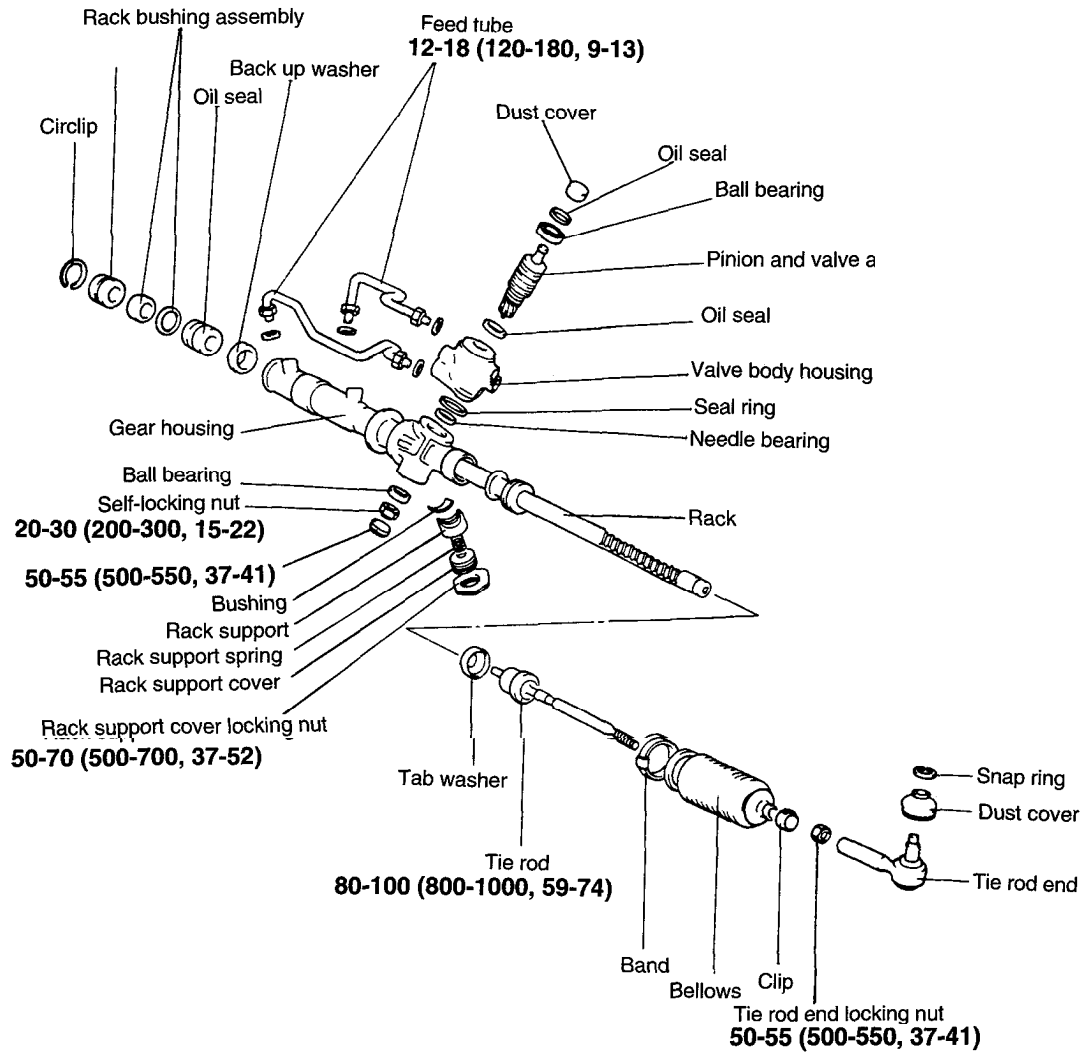 Rack bushing assembly
Feed tube
12-18 (120-180, 9-13)
Back up washer
Oil seal
Circlip
Dust cover
Oil seal
Ball bearing
Pinion and valve a
Oil seal
Valve body housing
Seal ring
Needle bearing
Gear housing
Ball bearing
Self-locking nut
20-30 (200-300, 15-22)
Rack
50-55 (500-550, 37-41)
Bushing
Rack support
Rack support spring
Rack support cover
Rack support cover locking nut
50-70 (500-700, 37-52)
Tab washer
Snap ring
Dust cover
Tie rod
80-100 (800-1000, 59-74)
Tie rod end
Band
Bellows
Clip
Tie rod end locking nut
50-55 (500-550, 37-41)